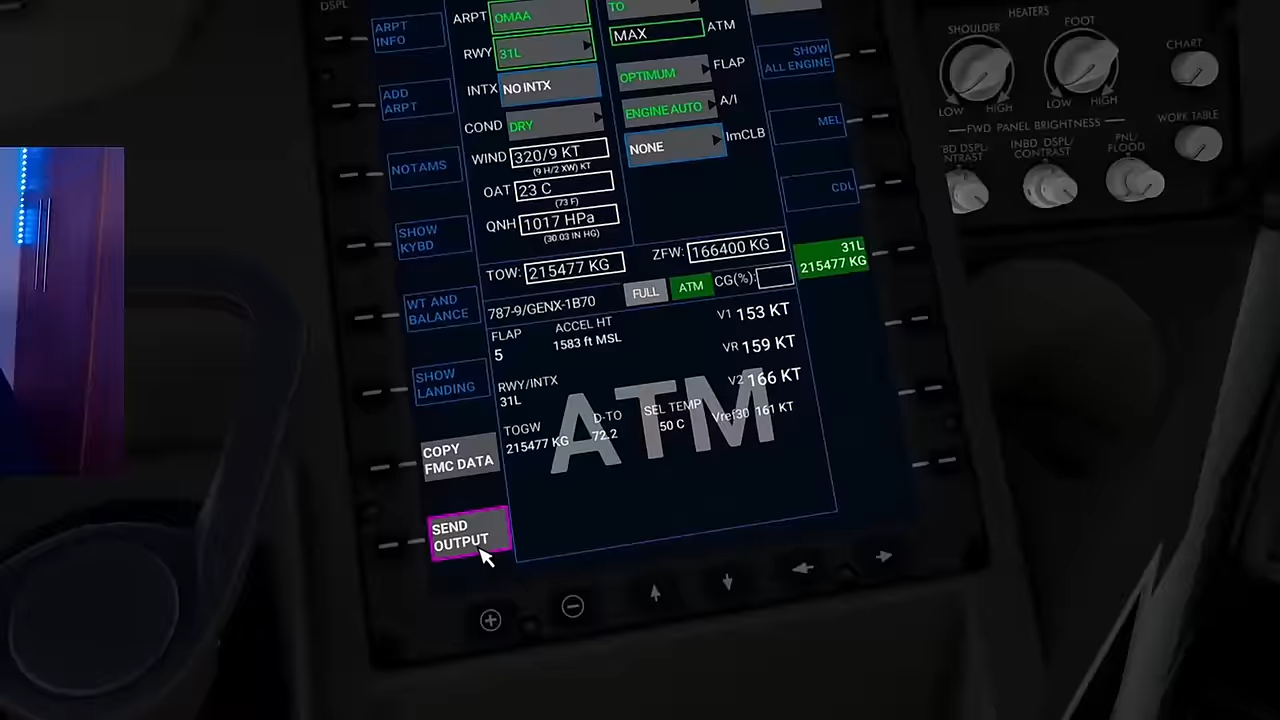 DSPL
ARPT INFO
ADD ARPT
NOTAMS
SHOW KYBD
WT AND BALANCE
SHOW LANDING
COPY FMC DATA
SEND OUTPUT
ARPT OMAA
RWY 31L
INTX NO INTX
COND DRY
WIND 320/9 KT
(9 H/2 XW) KT
OAT 23 C
(73 F)
QNH 1017 HPa
(30.03 IN HG)
TO
MAX ATM
OPTIMUM FLAP
ENGINE AUTO A/I
NONE ImCLB
SHOW ALL ENGINE
MEL
CDL
31L
215477 KG
TOW: 215477 KG ZFW: 166400 KG
787-9/GENX-1B70 FULL ATM CG(%):
FLAP
5
ACCEL HT
1583 ft MSL
V1 153 KT
VR 159 KT
V2 166 KT
Vref30 161 KT
RWY/INTX
31L
TOGW
215477 KG
D-TO
72.2
SEL TEMP
50 C
ATM
HEATERS
SHOULDER
FOOT
LOW HIGH
LOW HIGH
CHART
WORK TABLE
FWD PANEL BRIGHTNESS
INBD DSPL/
CONTRAST
PNL/
FLOOD